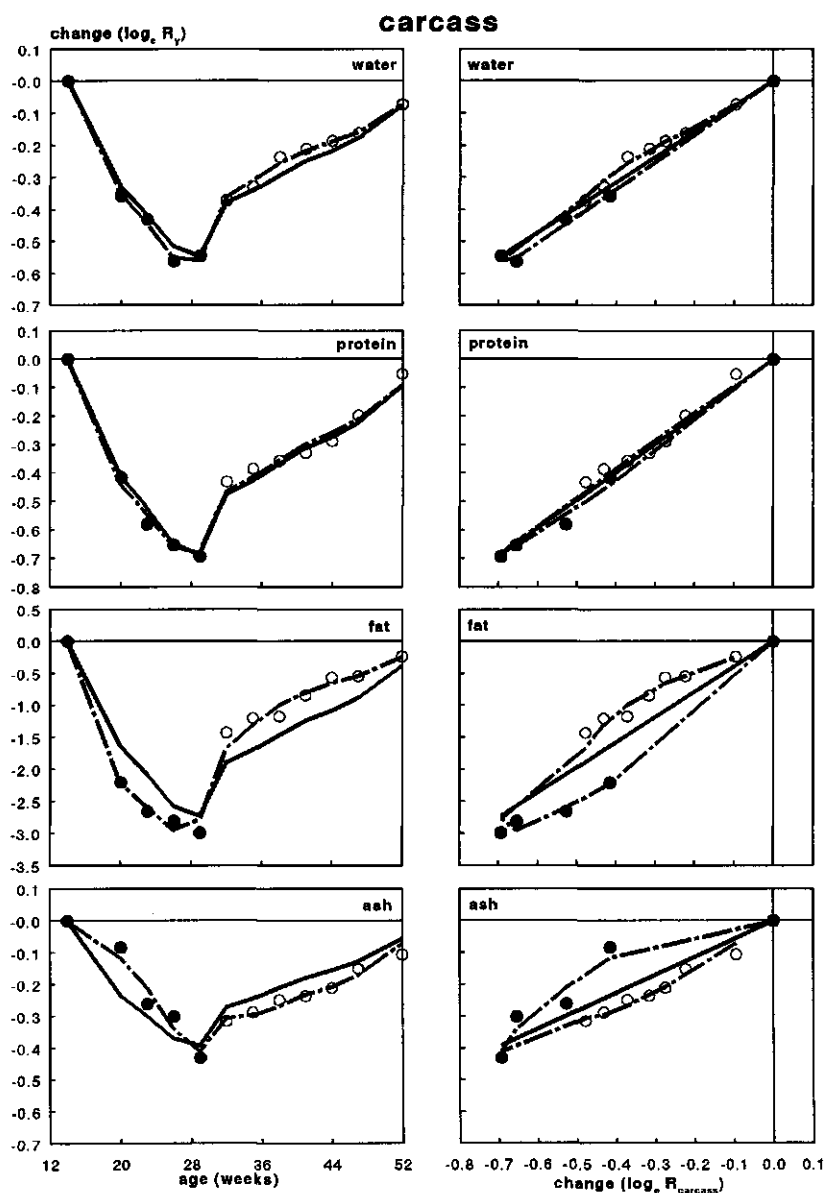 carcass
change (logₑ Rᵧ)
water
water
0.1
-0.0
-0.1
-0.2
-0.3
-0.4
-0.5
-0.6
-0.7
protein
protein
0.1
-0.0
-0.1
-0.2
-0.3
-0.4
-0.5
-0.6
-0.7
-0.8
fat
fat
0.5
0.0
-0.5
-1.0
-1.5
-2.0
-2.5
-3.0
-3.5
ash
ash
0.1
-0.0
-0.1
-0.2
-0.3
-0.4
-0.5
-0.6
-0.7
12 20 28 36 44 52
age (weeks)
-0.8 -0.7 -0.6 -0.5 -0.4 -0.3 -0.2 -0.1 0.0 0.1
change (logₑ R carcass)